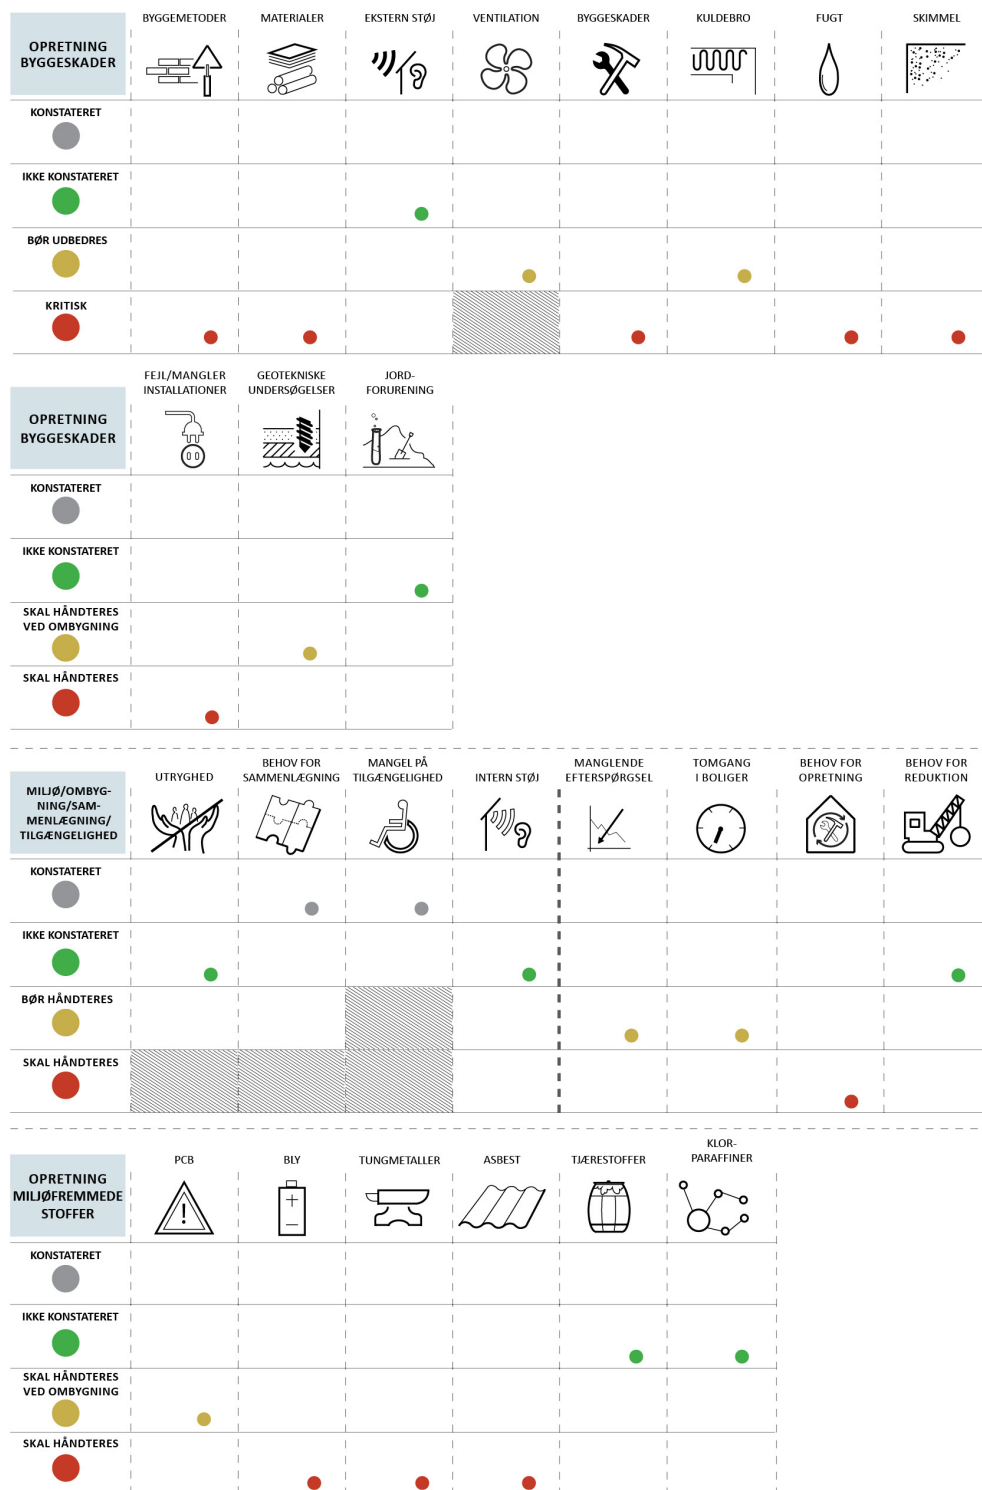 BYGGEMETODER
MATERIALER
EKSTERN STØJ
VENTILATION
BYGGESKADER
KULDEBRO
FUGT
SKIMMEL
OPRETNING
BYGGESKADER
KONSTATERET
IKKE KONSTATERET
BØR UDBEDRES
KRITISK
FEJL/MANGLER
INSTALLATIONER
GEOTEKNISKE
UNDERSØGELSER
JORD-
FORURENING
OPRETNING
BYGGESKADER
KONSTATERET
IKKE KONSTATERET
SKAL HÅNDTERES
VED OMBYGNING
SKAL HÅNDTERES
UTRYGHED
BEHOV FOR
SAMMENLÆGNING
MANGEL PÅ
TILGÆNGELIGHED
INTERN STØJ
MANGLENDE
EFTERSPØRGSEL
TOMGANG
I BOLIGER
BEHOV FOR
OPRETNING
BEHOV FOR
REDUKTION
MILJØ/OMBYG-
NING/SAM-
MENLÆGNING/
TILGÆNGELIGHED
KONSTATERET
IKKE KONSTATERET
BØR HÅNDTERES
SKAL HÅNDTERES
PCB
BLY
TUNGMETALLER
ASBEST
TJÆRESTOFFER
KLOR-
PARAFFINER
OPRETNING
MILJØFREMMEDE
STOFFER
KONSTATERET
IKKE KONSTATERET
SKAL HÅNDTERES
VED OMBYGNING
SKAL HÅNDTERES